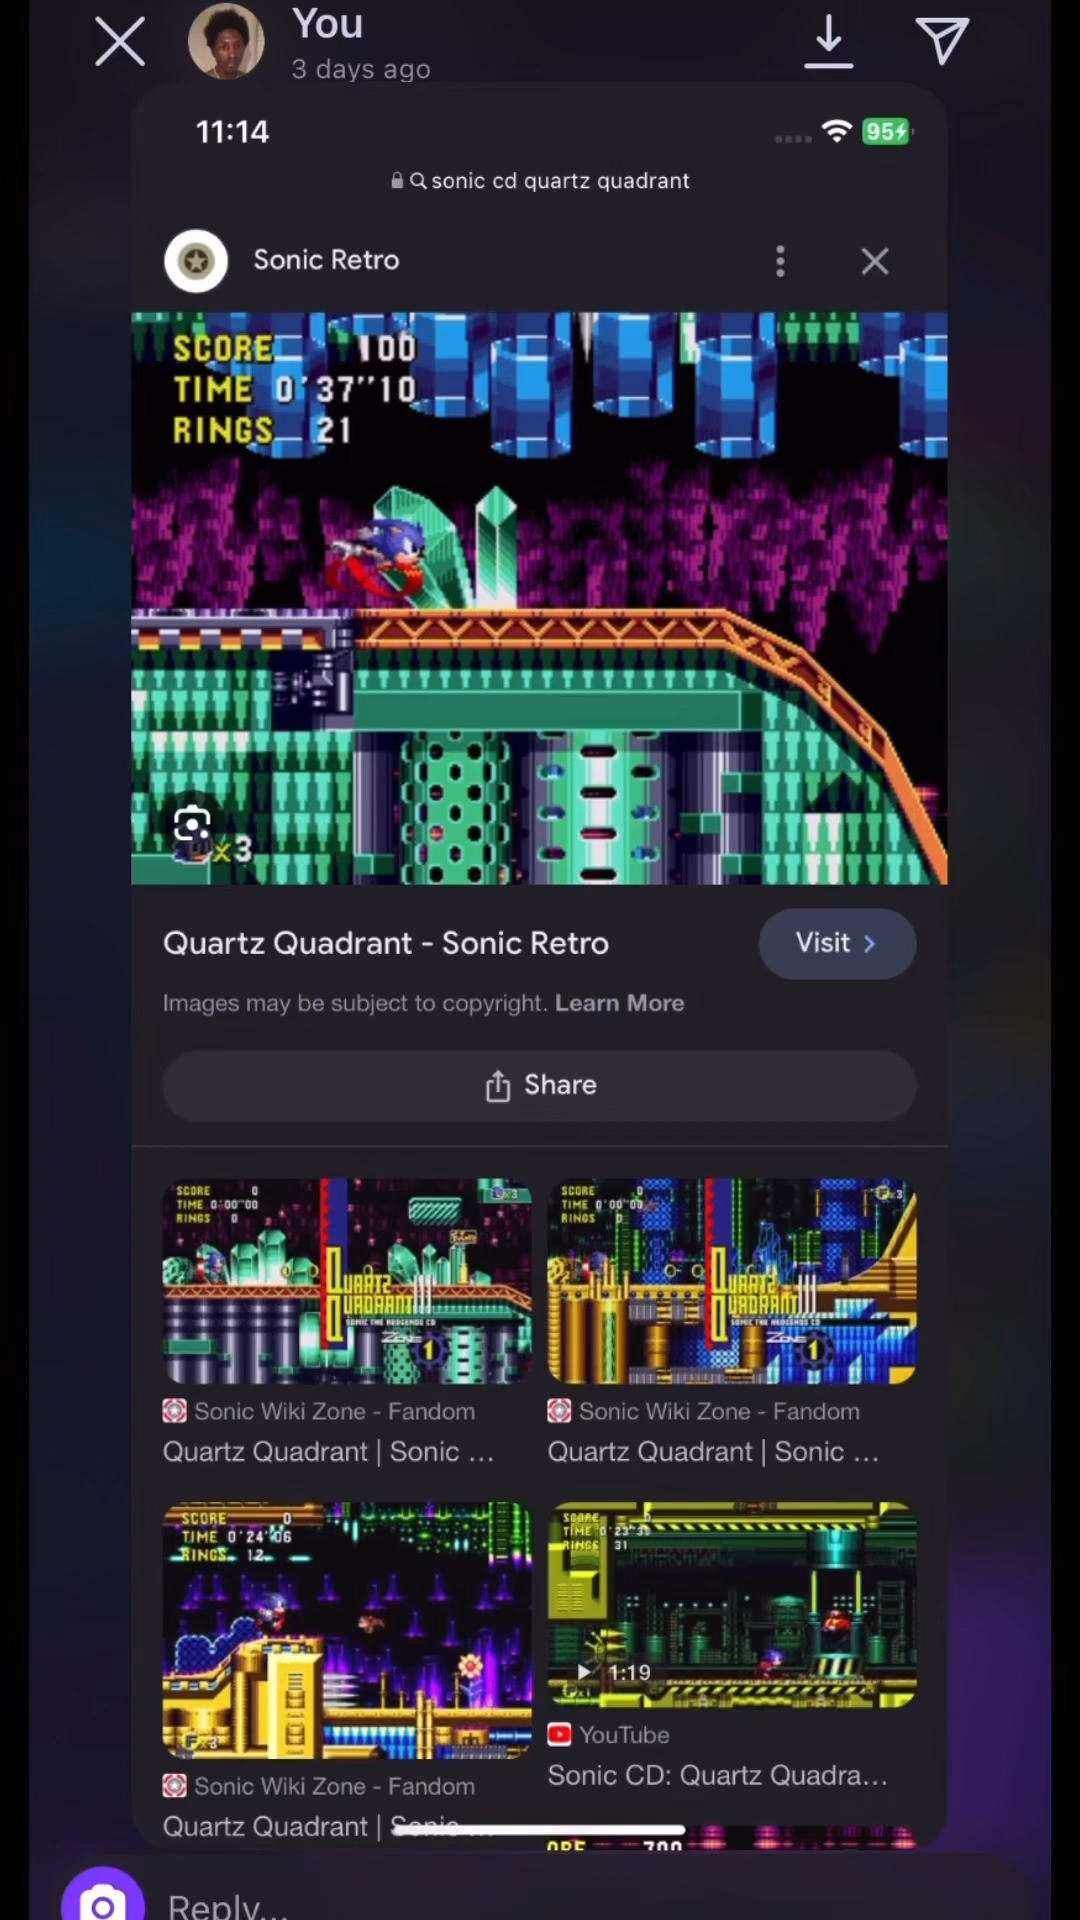 You
3 days ago
11:14
95
sonic cd quartz quadrant
Sonic Retro
SCORE 100
TIME 0'37"10
RINGS 21
×3
Quartz Quadrant - Sonic Retro
Visit
Images may be subject to copyright. Learn More
Share
SCORE 0
TIME 0'00"00
RINGS 0
×3
QUARTZ
QUADRANT
SONIC THE HEDGEHOG CD
ZONE 1
SCORE 0
TIME 0'00"00
RINGS 0
×3
QUARTZ
QUADRANT
SONIC THE HEDGEHOG CD
ZONE 1
Sonic Wiki Zone - Fandom
Quartz Quadrant | Sonic ...
Sonic Wiki Zone - Fandom
Quartz Quadrant | Sonic ...
SCORE 0
TIME 0'24"06
RINGS 12
×3
SCORE
RINGS 31
1:19
Sonic Wiki Zone - Fandom
Quartz Quadrant | Sonic ...
YouTube
Sonic CD: Quartz Quadra...
Reply...